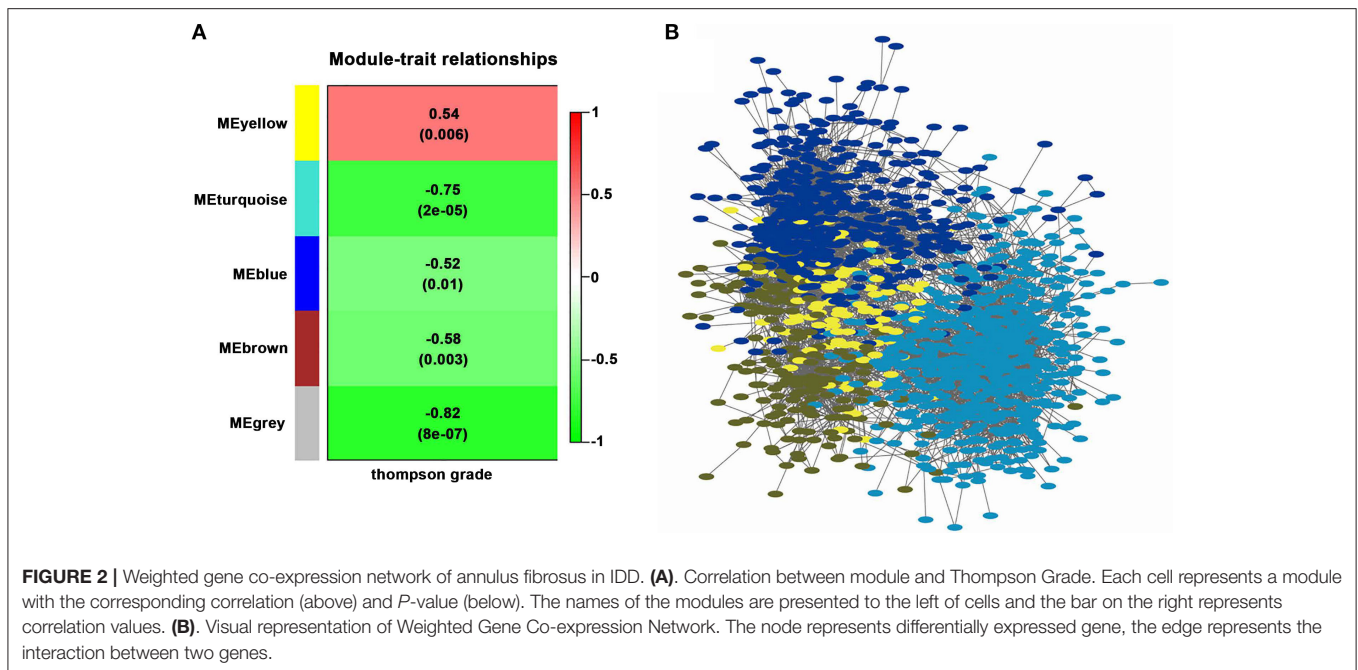 A
B
Module-trait relationships
MEyellow
0.54
(0.006)
MEturquoise
-0.75
(2e-05)
MEblue
-0.52
(0.01)
MEbrown
-0.58
(0.003)
MEgrey
-0.82
(8e-07)
1
0.5
0
-0.5
-1
thompson grade
FIGURE 2 | Weighted gene co-expression network of annulus fibrosus in IDD. (A). Correlation between module and Thompson Grade. Each cell represents a module
with the corresponding correlation (above) and P-value (below). The names of the modules are presented to the left of cells and the bar on the right represents
correlation values. (B). Visual representation of Weighted Gene Co-expression Network. The node represents differentially expressed gene, the edge represents the
interaction between two genes.